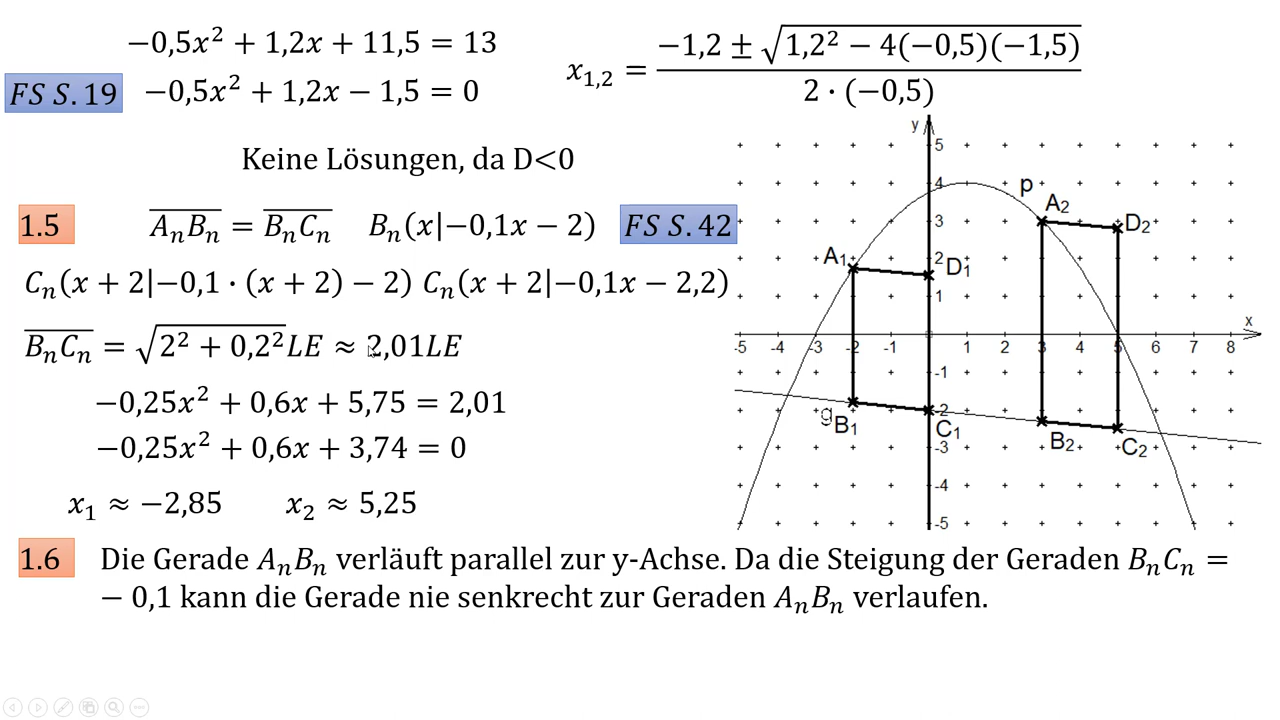 −0,5x² + 1,2x + 11,5 = 13
FS S. 19
−0,5x² + 1,2x − 1,5 = 0
x₁,₂ = (−1,2 ± √(1,2² − 4(−0,5)(−1,5))) / (2 · (−0,5))
Keine Lösungen, da D<0
1.5
A̅ₙB̅ₙ = B̅ₙC̅ₙ Bₙ(x|−0,1x − 2)
FS S. 42
Cₙ(x + 2|−0,1 · (x + 2) − 2) Cₙ(x + 2|−0,1x − 2,2)
B̅ₙC̅ₙ = √(2² + 0,2²)LE ≈ 2,01LE
−0,25x² + 0,6x + 5,75 = 2,01
−0,25x² + 0,6x + 3,74 = 0
x₁ ≈ −2,85 x₂ ≈ 5,25
y
5
4
p
A₂
3
D₂
A₁
2
D₁
1
x
-5 -4 -3 -2 -1 1 2 3 4 5 6 7 8
-1
-2
g
B₁
C₁
B₂
C₂
-3
-4
-5
1.6
Die Gerade AₙBₙ verläuft parallel zur y-Achse. Da die Steigung der Geraden BₙCₙ =
− 0,1 kann die Gerade nie senkrecht zur Geraden AₙBₙ verlaufen.